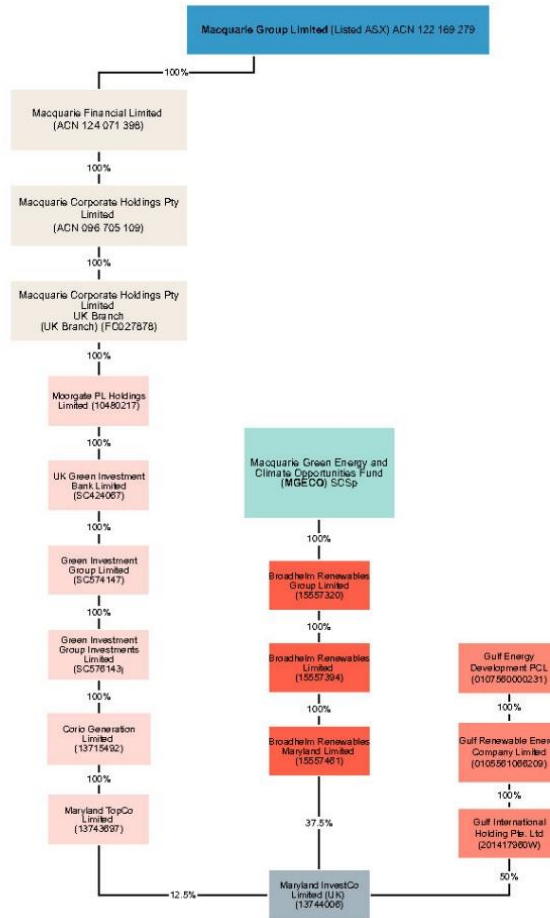 Macquarie Group Limited (Listed ASX) ACN 122 169 279
100%
Macquarie Financial Limited
(ACN 124 071 398)
100%
Macquarie Corporate Holdings Pty
Limited
(ACN 096 705 109)
100%
Macquarie Corporate Holdings Pty
Limited
UK Branch
(UK Branch) (FC027878)
100%
Moorgate PL Holdings
Limited (10480217)
100%
UK Green Investment
Bank Limited
(SC424067)
100%
Green Investment
Group Limited
(SC574147)
100%
Green Investment
Group Investments
Limited
(SC576143)
100%
Corio Generation
Limited
(13715492)
100%
Maryland TopCo
Limited
(13743697)
12.5%
Macquarie Green Energy and
Climate Opportunities Fund
(MGECO) SCSp
100%
Broadhelm Renewables
Group Limited
(15557320)
100%
Broadhelm Renewables
Limited
(15557394)
100%
Broadhelm Renewables
Maryland Limited
(15557461)
37.5%
Gulf Energy
Development PCL
(0107560000231)
100%
Gulf Renewable Energy
Company Limited
(0105561066209)
100%
Gulf International
Holding Pte. Ltd
(201417960W)
50%
Maryland InvestCo
Limited (UK)
(13744006)